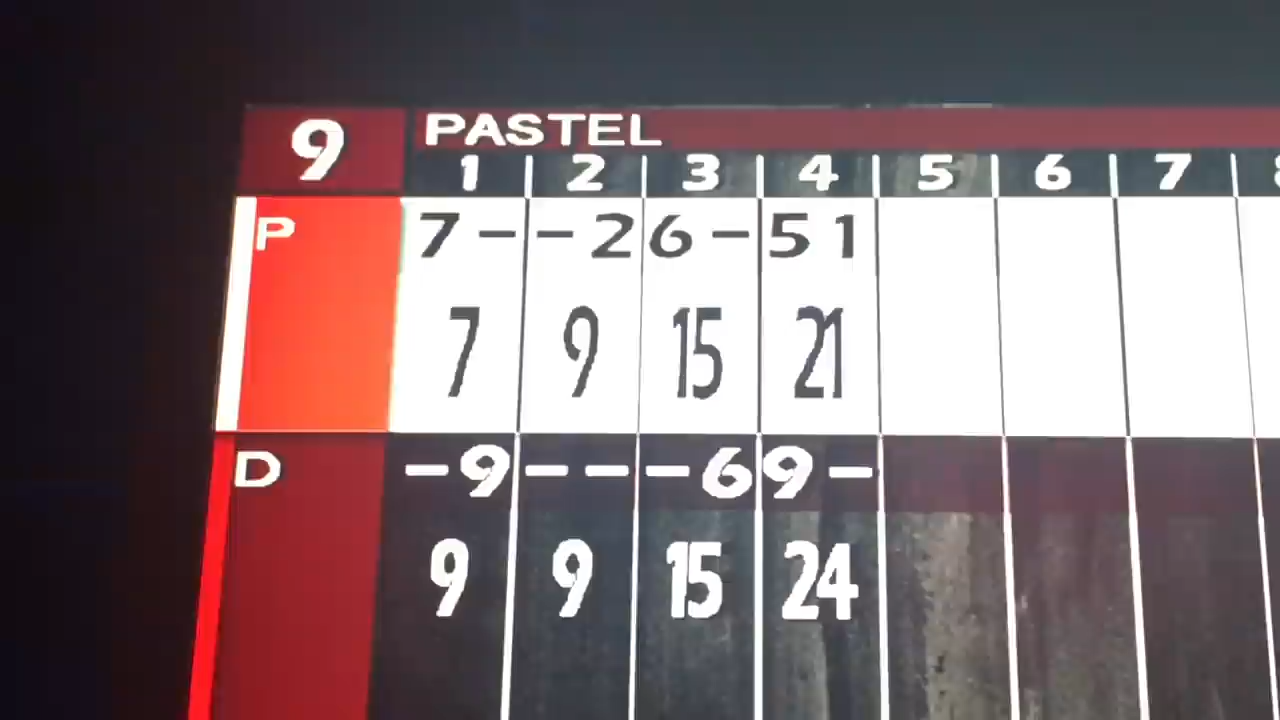 9 PASTEL
1 2 3 4 5 6 7
P 7 - - 2 6 - 5 1
7 9 15 21
D - 9 - - - 6 9 -
9 9 15 24